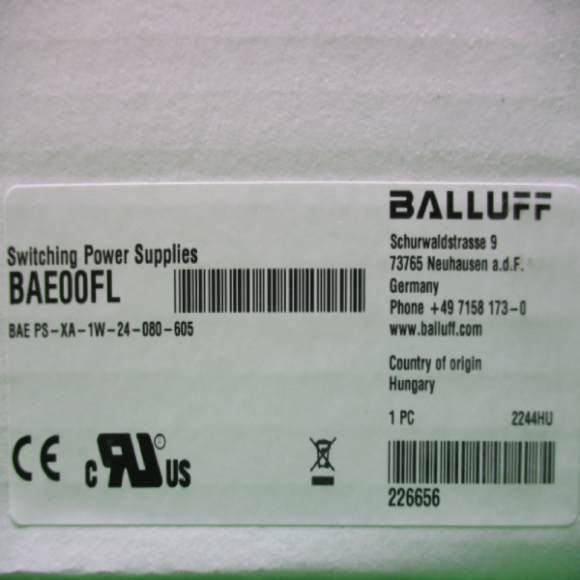 BALLUFF
Schurwaldstrasse 9
73765 Neuhausen a.d.F.
Germany
Phone +49 7158 173-0
www.balluff.com
Switching Power Supplies
BAE00FL
BAE PS-XA-1W-24-080-605
Country of origin
Hungary
1 PC 2244HU
226656
CE
c RU US